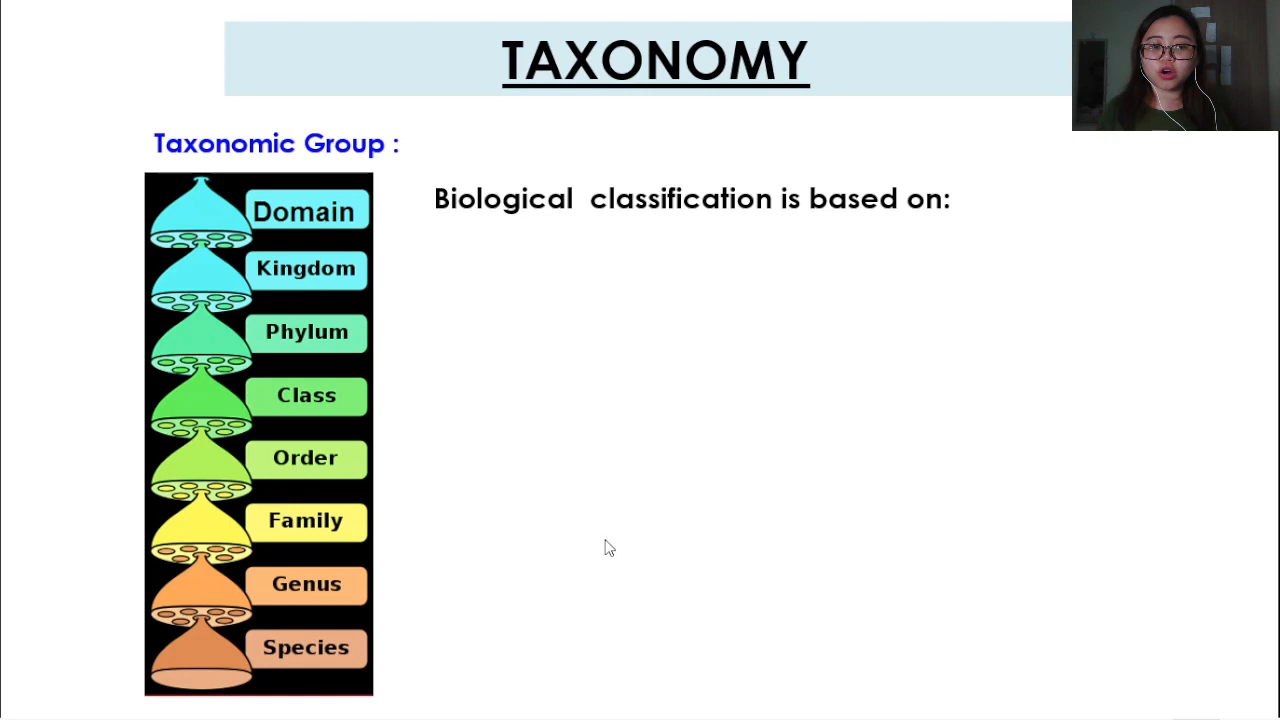 TAXONOMY
Taxonomic Group :
Domain
Kingdom
Phylum
Class
Order
Family
Genus
Species
Biological classification is based on: